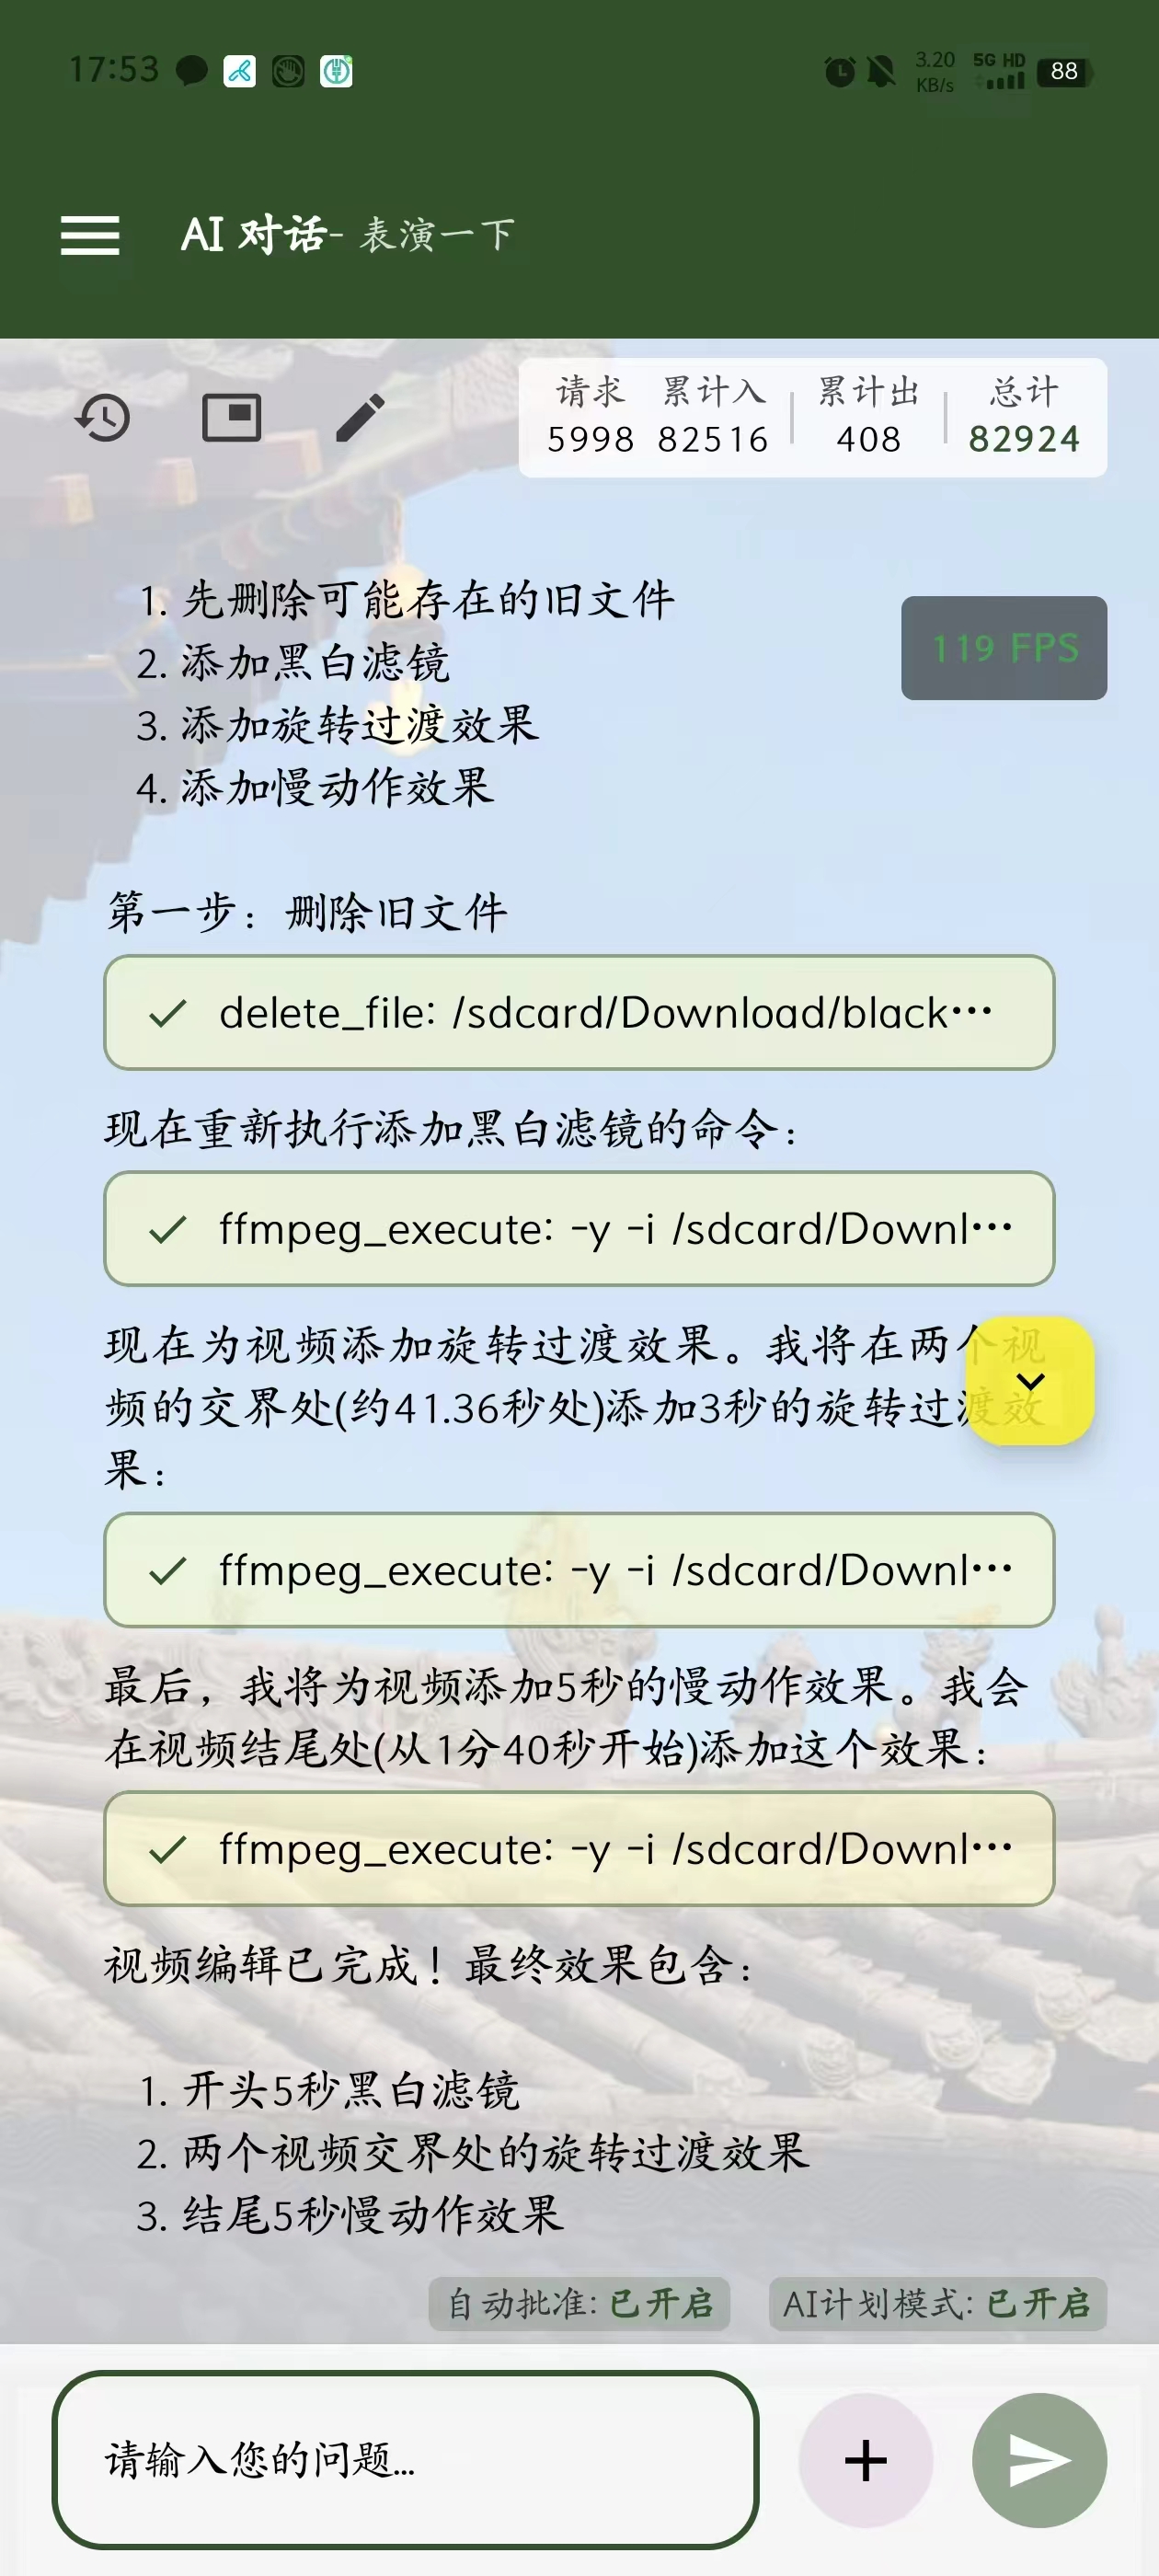 17:53
3.20 KB/s 5G HD 88
AI 对话- 表演一下
请求 累计入 累计出 总计
5998 82516 408 82924
119 FPS
1. 先删除可能存在的旧文件
2. 添加黑白滤镜
3. 添加旋转过渡效果
4. 添加慢动作效果
第一步：删除旧文件
delete_file: /sdcard/Download/black···
现在重新执行添加黑白滤镜的命令：
ffmpeg_execute: -y -i /sdcard/Downl···
现在为视频添加旋转过渡效果。我将在两个视
频的交界处(约41.36秒处)添加3秒的旋转过渡效
果：
ffmpeg_execute: -y -i /sdcard/Downl···
最后，我将为视频添加5秒的慢动作效果。我会
在视频结尾处(从1分40秒开始)添加这个效果：
ffmpeg_execute: -y -i /sdcard/Downl···
视频编辑已完成！最终效果包含：
1. 开头5秒黑白滤镜
2. 两个视频交界处的旋转过渡效果
3. 结尾5秒慢动作效果
自动批准: 已开启 AI计划模式: 已开启
请输入您的问题...